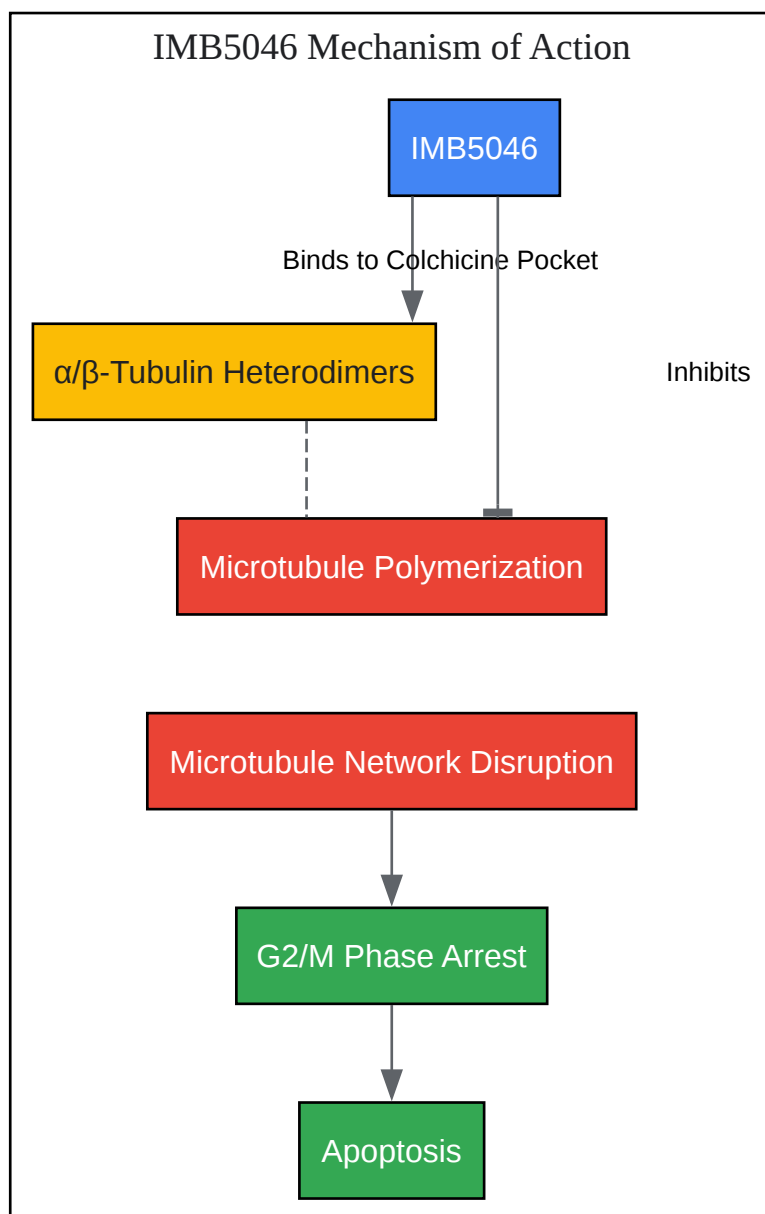 IMB5046 Mechanism of Action
IMB5046
Binds to Colchicine Pocket
α/β-Tubulin Heterodimers
Inhibits
Microtubule Polymerization
Microtubule Network Disruption
G2/M Phase Arrest
Apoptosis